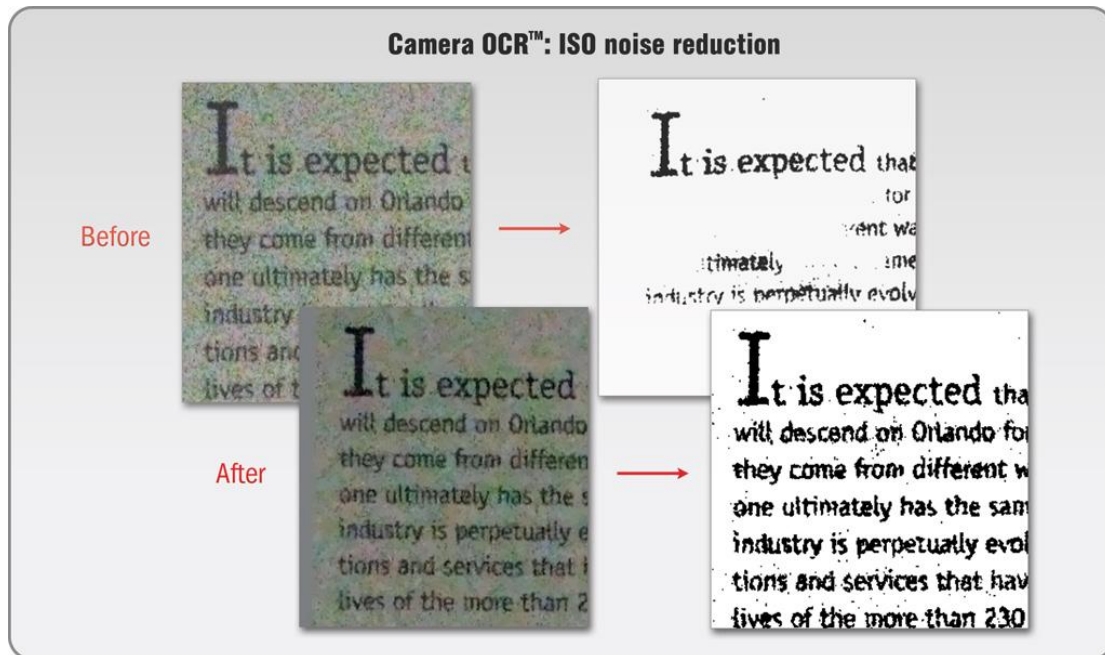 Camera OCR™: ISO noise reduction
Before
It is expected
will descend on Orlando
they come from different
one ultimately has the s
industry
tions and
lives of t
It is expected that
for
vent wa
timately ame
industry is perpetually evolv
After
It is expected
will descend on Orlando
they come from differen
one ultimately has the s
industry is perpetually e
tions and services that
lives of the more than 2
It is expected tha
will descend on Orlando for
they come from different w
one ultimately has the sam
industry is perpetually evol
tions and services that hav
lives of the more than 230